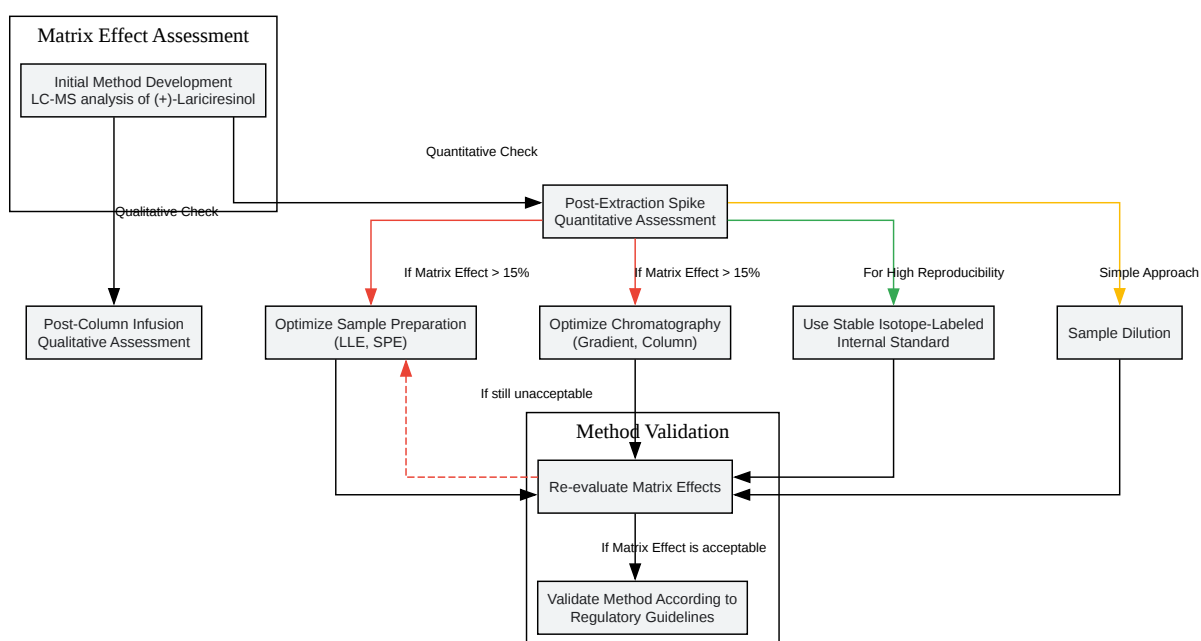 Matrix Effect Assessment
Initial Method Development
LC-MS analysis of (+)-Lariciresinol
Quantitative Check
Qualitative Check
Post-Extraction Spike
Quantitative Assessment
If Matrix Effect > 15%
If Matrix Effect > 15%
For High Reproducibility
Simple Approach
Post-Column Infusion
Qualitative Assessment
Optimize Sample Preparation
(LLE, SPE)
Optimize Chromatography
(Gradient, Column)
Use Stable Isotope-Labeled
Internal Standard
Sample Dilution
If still unacceptable
Method Validation
Re-evaluate Matrix Effects
If Matrix Effect is acceptable
Validate Method According to
Regulatory Guidelines